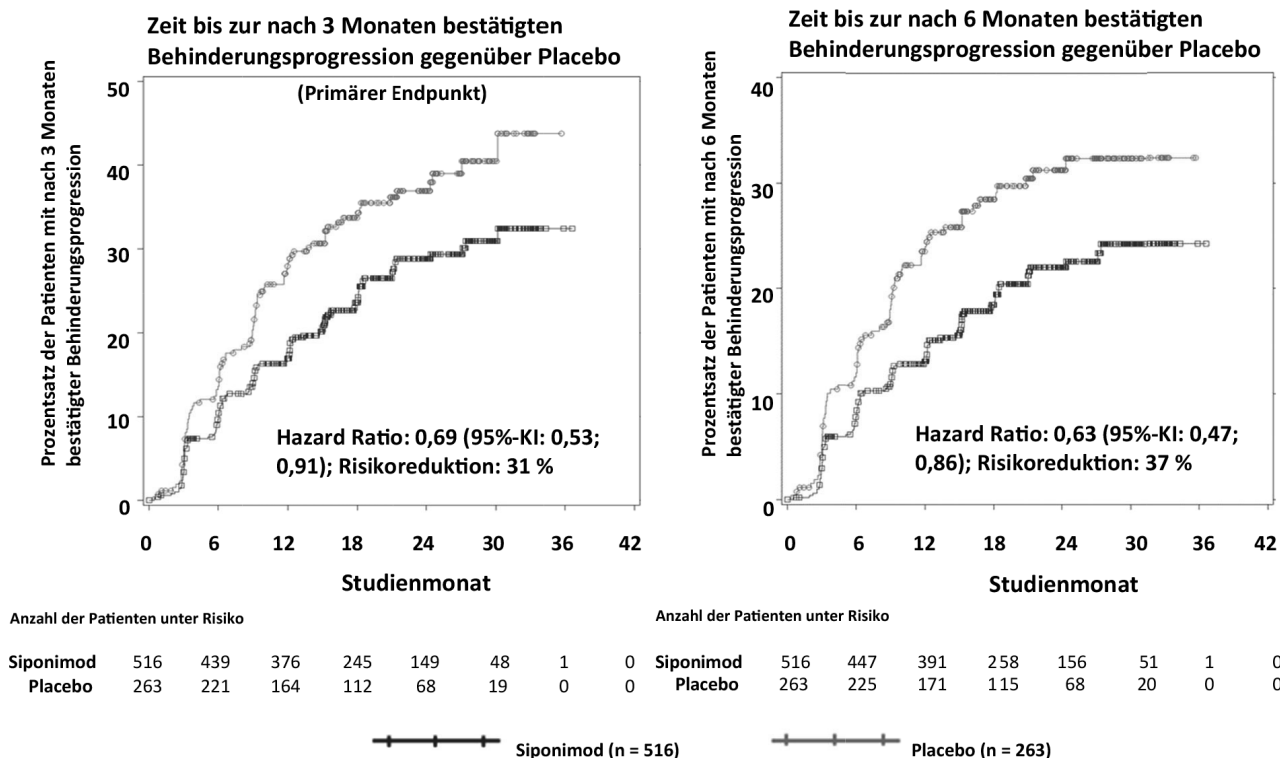 Zeit bis zur nach 3 Monaten bestätigten
Behinderungsprogression gegenüber Placebo
(Primärer Endpunkt)
Prozentsatz der Patienten mit nach 3 Monaten
bestätigter Behinderungsprogression
50
40
30
20
10
0
Hazard Ratio: 0,69 (95%-KI: 0,53;
0,91); Risikoreduktion: 31 %
0 6 12 18 24 30 36 42
Studienmonat
Anzahl der Patienten unter Risiko
Siponimod 516 439 376 245 149 48 1 0
Placebo 263 221 164 112 68 19 0 0
Zeit bis zur nach 6 Monaten bestätigten
Behinderungsprogression gegenüber Placebo
Prozentsatz der Patienten mit nach 6 Monaten
bestätigter Behinderungsprogression
40
30
20
10
0
Hazard Ratio: 0,63 (95%-KI: 0,47;
0,86); Risikoreduktion: 37 %
0 6 12 18 24 30 36 42
Studienmonat
Anzahl der Patienten unter Risiko
Siponimod 516 447 391 258 156 51 1 0
Placebo 263 225 171 115 68 20 0 0
Siponimod (n = 516)
Placebo (n = 263)